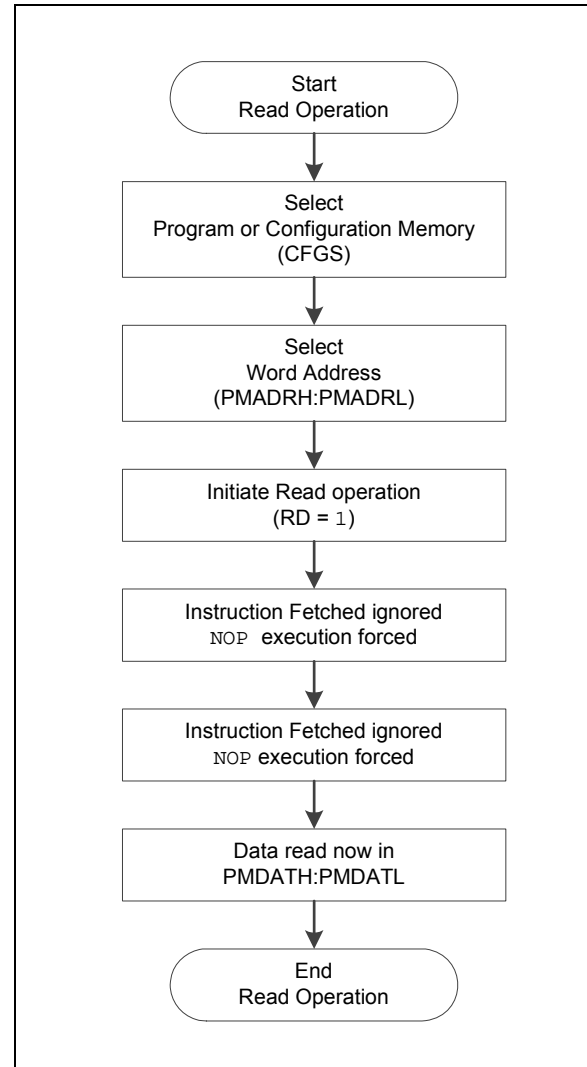 Start
Read Operation
Select
Program or Configuration Memory
(CFGS)
Select
Word Address
(PMADRH:PMADRL)
Initiate Read operation
(RD = 1)
Instruction Fetched ignored
NOP execution forced
Instruction Fetched ignored
NOP execution forced
Data read now in
PMDATH:PMDATL
End
Read Operation